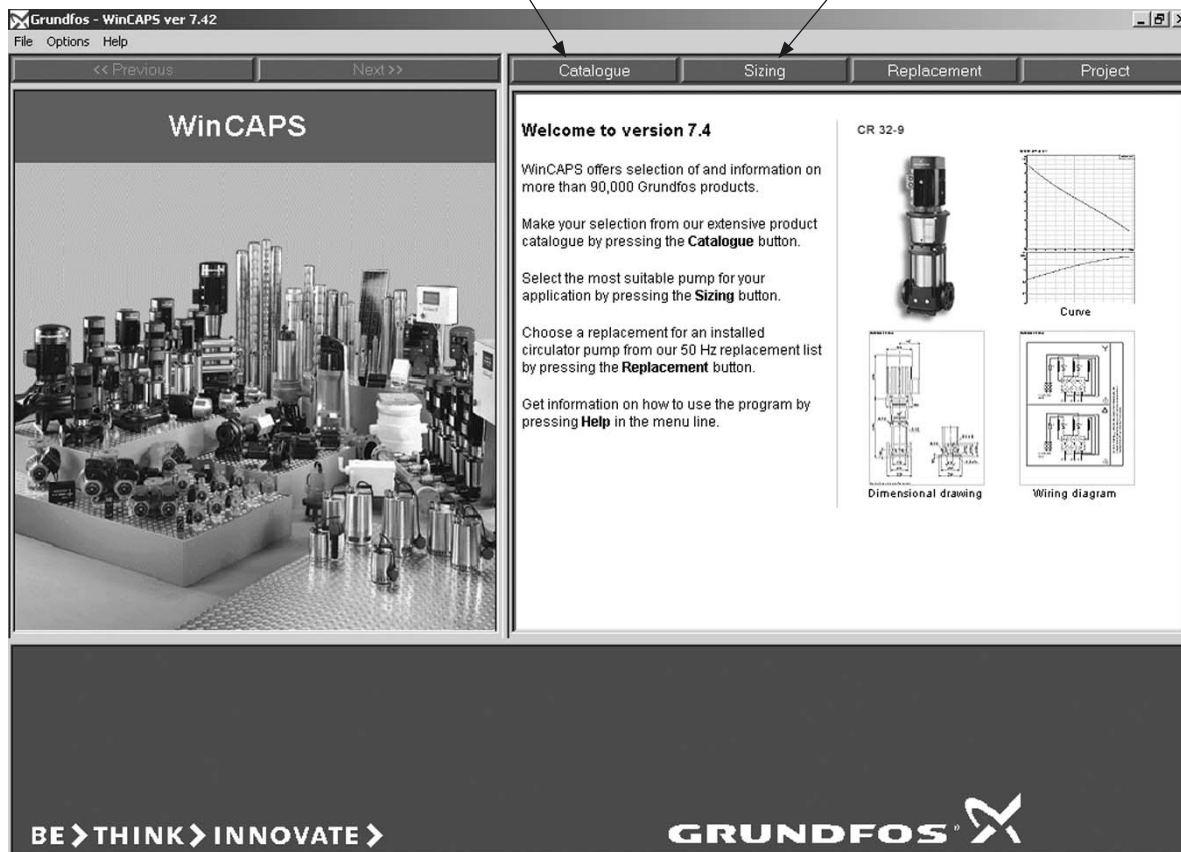 Grundfos - WinCAPS ver 7.42
File Options Help
<< Previous Next >>
Catalogue Sizing Replacement Project
WinCAPS
Welcome to version 7.4
WinCAPS offers selection of and information on
more than 90,000 Grundfos products.
Make your selection from our extensive product
catalogue by pressing the Catalogue button.
Select the most suitable pump for your
application by pressing the Sizing button.
Choose a replacement for an installed
circulator pump from our 50 Hz replacement list
by pressing the Replacement button.
Get information on how to use the program by
pressing Help in the menu line.
CR 32-9
Curve
Dimensional drawing
Wiring diagram
BE>THINK>INNOVATE>
GRUNDFOS